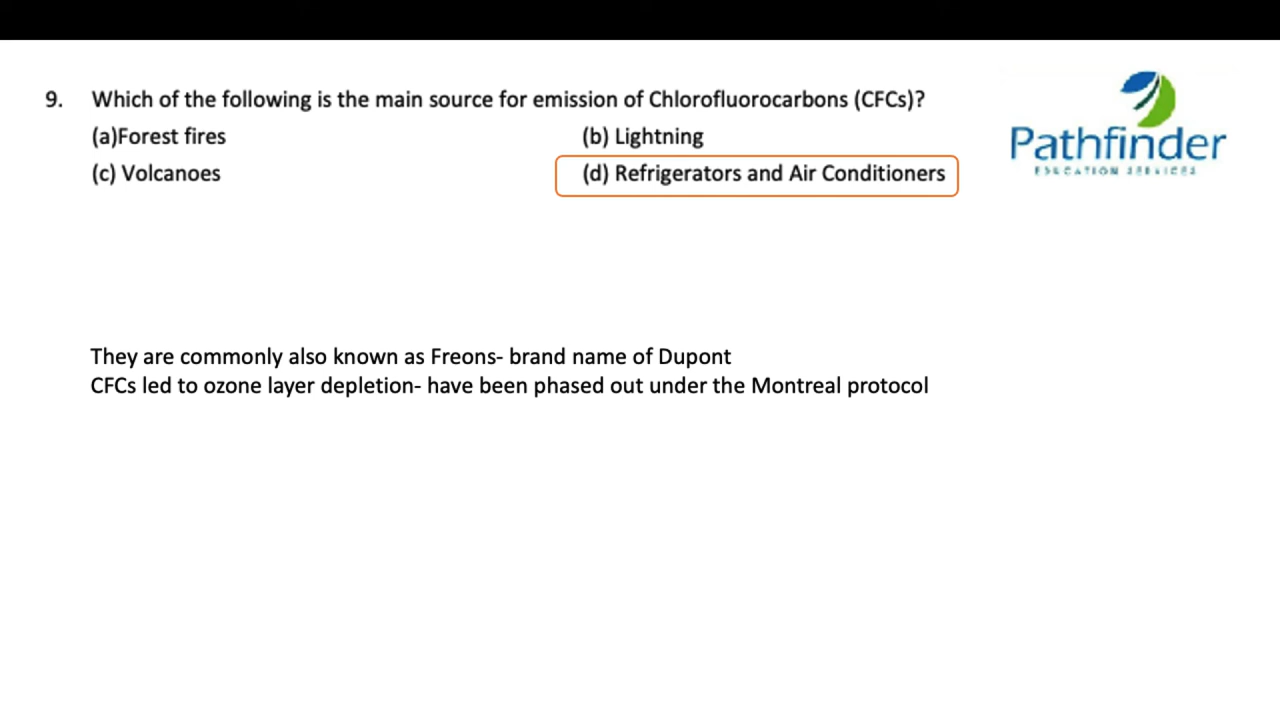 9. Which of the following is the main source for emission of Chlorofluorocarbons (CFCs)?
(a)Forest fires (b) Lightning
(c) Volcanoes (d) Refrigerators and Air Conditioners
Pathfinder
EDUCATION SERVICES
They are commonly also known as Freons- brand name of Dupont
CFCs led to ozone layer depletion- have been phased out under the Montreal protocol